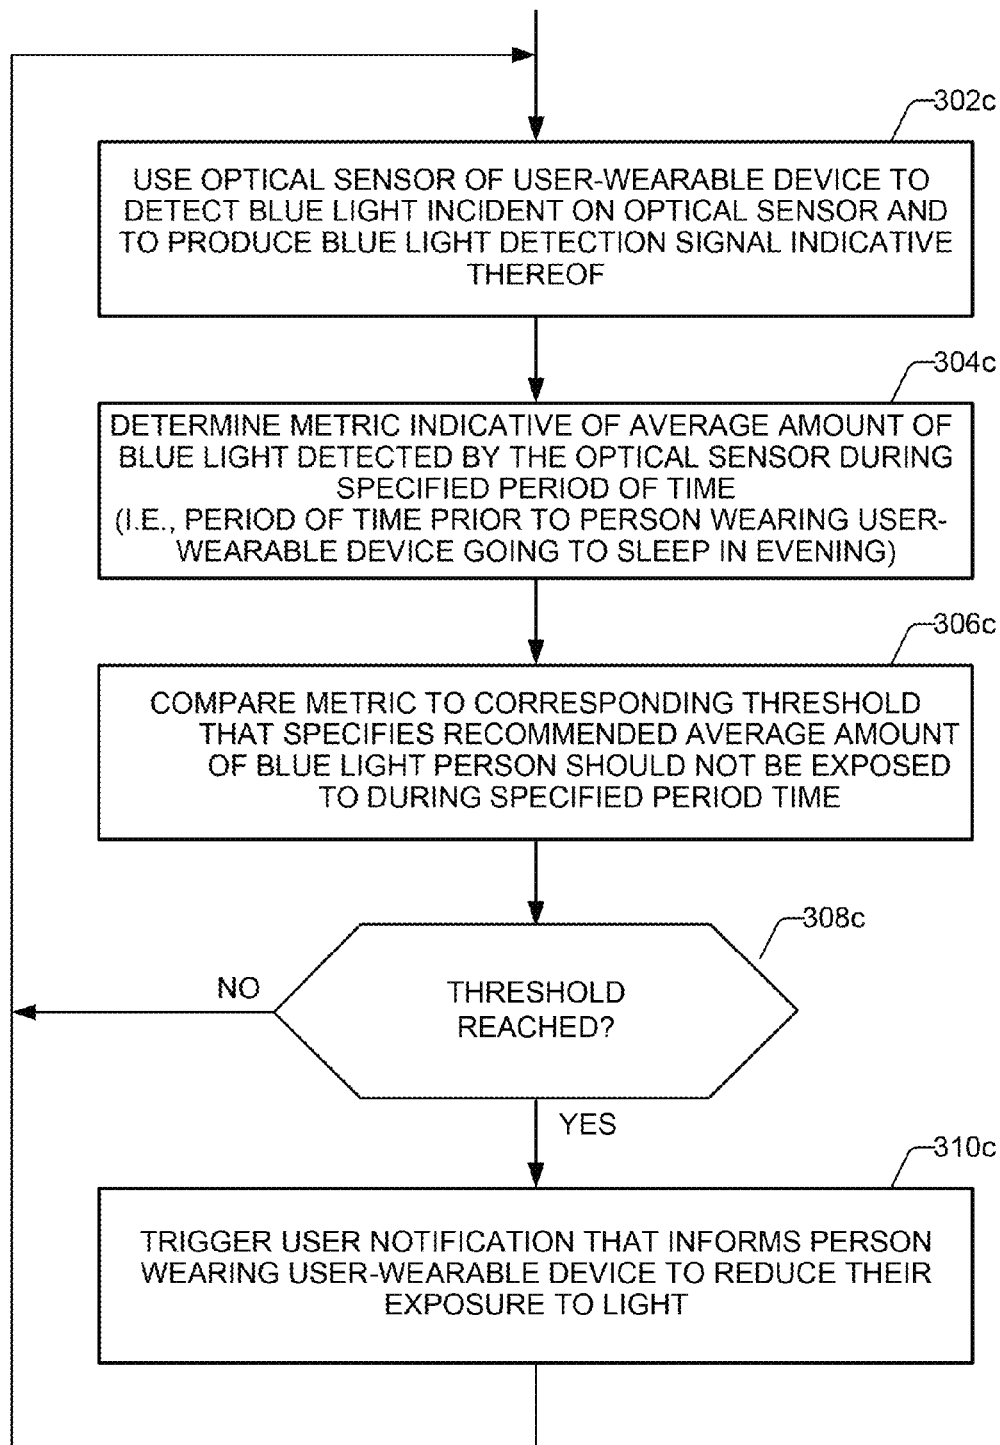 302c
USE OPTICAL SENSOR OF USER-WEARABLE DEVICE TO
DETECT BLUE LIGHT INCIDENT ON OPTICAL SENSOR AND
TO PRODUCE BLUE LIGHT DETECTION SIGNAL INDICATIVE
THEREOF
304c
DETERMINE METRIC INDICATIVE OF AVERAGE AMOUNT OF
BLUE LIGHT DETECTED BY THE OPTICAL SENSOR DURING
SPECIFIED PERIOD OF TIME
(I.E., PERIOD OF TIME PRIOR TO PERSON WEARING USER-
WEARABLE DEVICE GOING TO SLEEP IN EVENING)
306c
COMPARE METRIC TO CORRESPONDING THRESHOLD
THAT SPECIFIES RECOMMENDED AVERAGE AMOUNT
OF BLUE LIGHT PERSON SHOULD NOT BE EXPOSED
TO DURING SPECIFIED PERIOD TIME
308c
NO
THRESHOLD
REACHED?
YES
310c
TRIGGER USER NOTIFICATION THAT INFORMS PERSON
WEARING USER-WEARABLE DEVICE TO REDUCE THEIR
EXPOSURE TO LIGHT